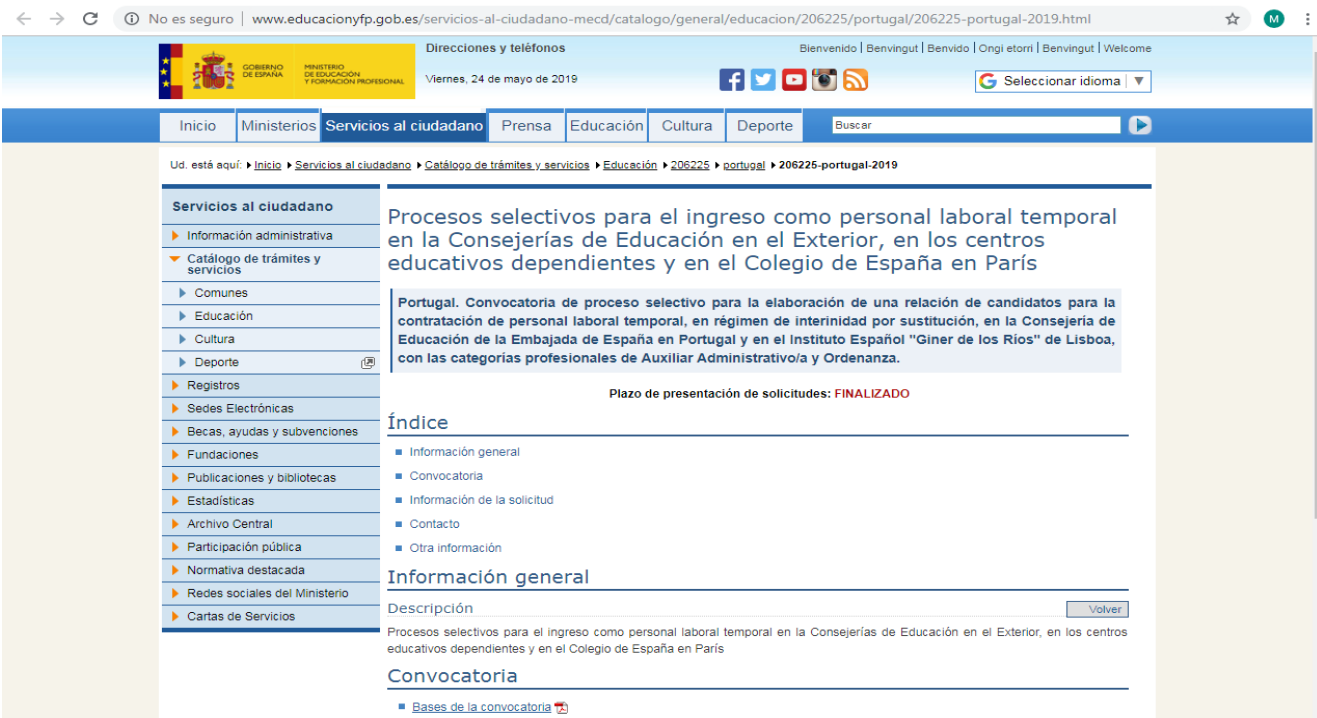 No es seguro | www.educacionyfp.gob.es/servicios-al-ciudadano-mecd/catalogo/general/educacion/206225/portugal/206225-portugal-2019.html
M
GOBIERNO DE ESPAÑA
MINISTERIO DE EDUCACIÓN Y FORMACIÓN PROFESIONAL
Direcciones y teléfonos
Bienvenido | Benvingut | Benvido | Ongi etorri | Benvingut | Welcome
Viernes, 24 de mayo de 2019
Seleccionar idioma | ▼
Inicio
Ministerios
Servicios al ciudadano
Prensa
Educación
Cultura
Deporte
Buscar
Ud. está aquí: Inicio Servicios al ciudadano Catálogo de trámites y servicios Educación 206225 portugal 206225-portugal-2019
Servicios al ciudadano
Información administrativa
Catálogo de trámites y
servicios
Comunes
Educación
Cultura
Deporte
Registros
Sedes Electrónicas
Becas, ayudas y subvenciones
Fundaciones
Publicaciones y bibliotecas
Estadísticas
Archivo Central
Participación pública
Normativa destacada
Redes sociales del Ministerio
Cartas de Servicios
Procesos selectivos para el ingreso como personal laboral temporal
en la Consejerías de Educación en el Exterior, en los centros
educativos dependientes y en el Colegio de España en París
Portugal. Convocatoria de proceso selectivo para la elaboración de una relación de candidatos para la
contratación de personal laboral temporal, en régimen de interinidad por sustitución, en la Consejería de
Educación de la Embajada de España en Portugal y en el Instituto Español "Giner de los Ríos" de Lisboa,
con las categorías profesionales de Auxiliar Administrativo/a y Ordenanza.
Plazo de presentación de solicitudes: FINALIZADO
Índice
Información general
Convocatoria
Información de la solicitud
Contacto
Otra información
Información general
Descripción
Volver
Procesos selectivos para el ingreso como personal laboral temporal en la Consejerías de Educación en el Exterior, en los centros
educativos dependientes y en el Colegio de España en París
Convocatoria
Bases de la convocatoria